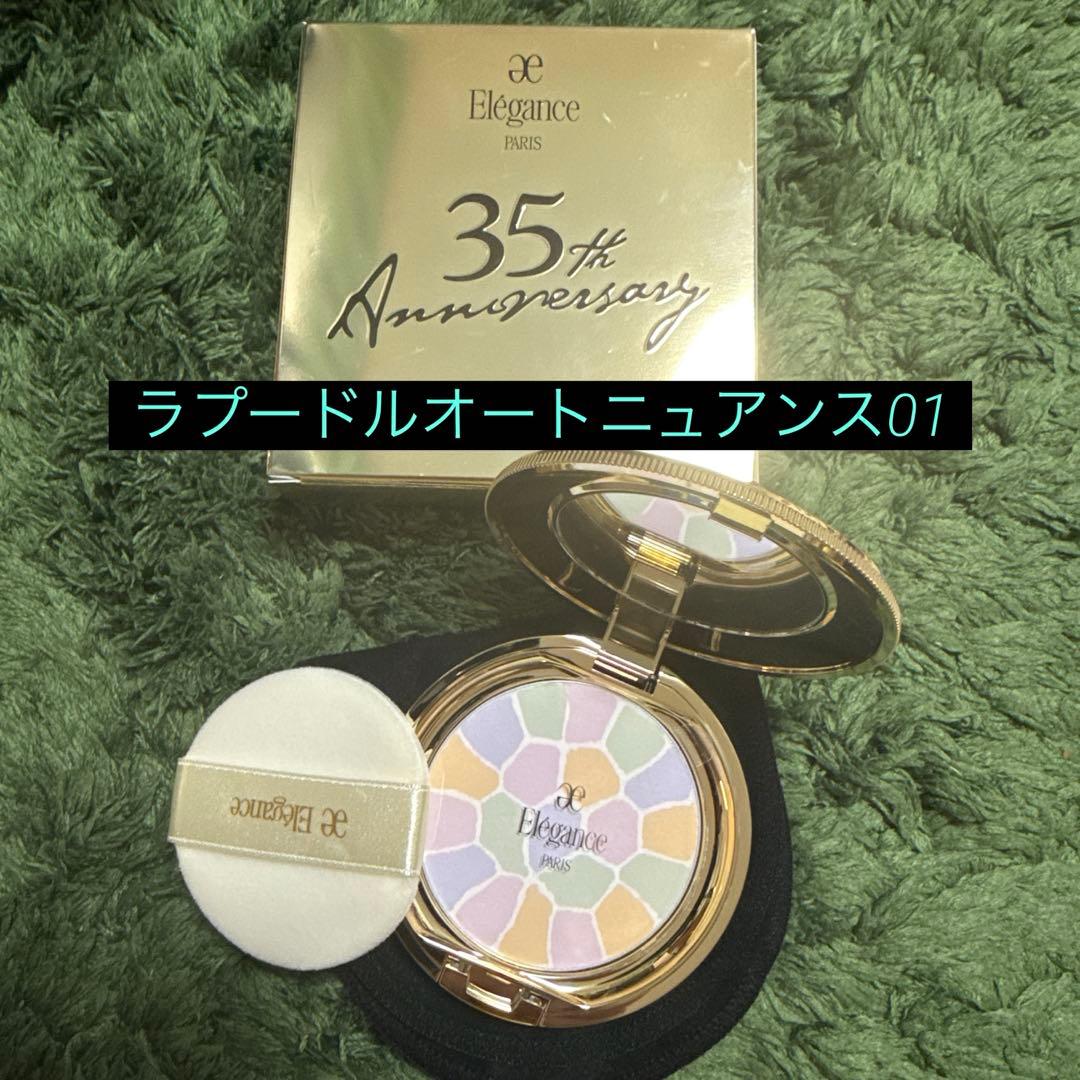 æ
Elégance
PARIS
35th
Anniversary
ラプードルオートニュアンス01
æ
Elégance
PARIS
æ Elégance